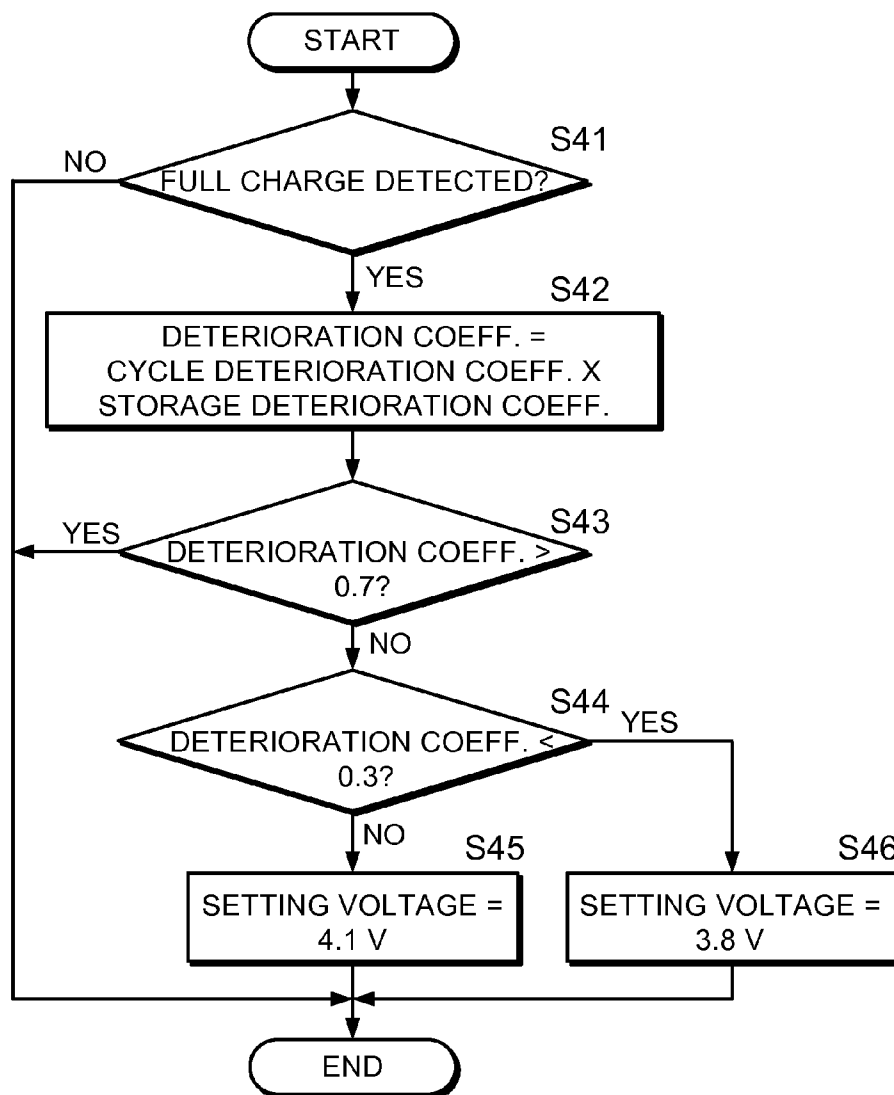 START
S41
NO
FULL CHARGE DETECTED?
YES
S42
DETERIORATION COEFF. =
CYCLE DETERIORATION COEFF. X
STORAGE DETERIORATION COEFF.
S43
YES
DETERIORATION COEFF. >
0.7?
NO
S44
YES
DETERIORATION COEFF. <
0.3?
NO
S45
S46
SETTING VOLTAGE =
4.1 V
SETTING VOLTAGE =
3.8 V
END